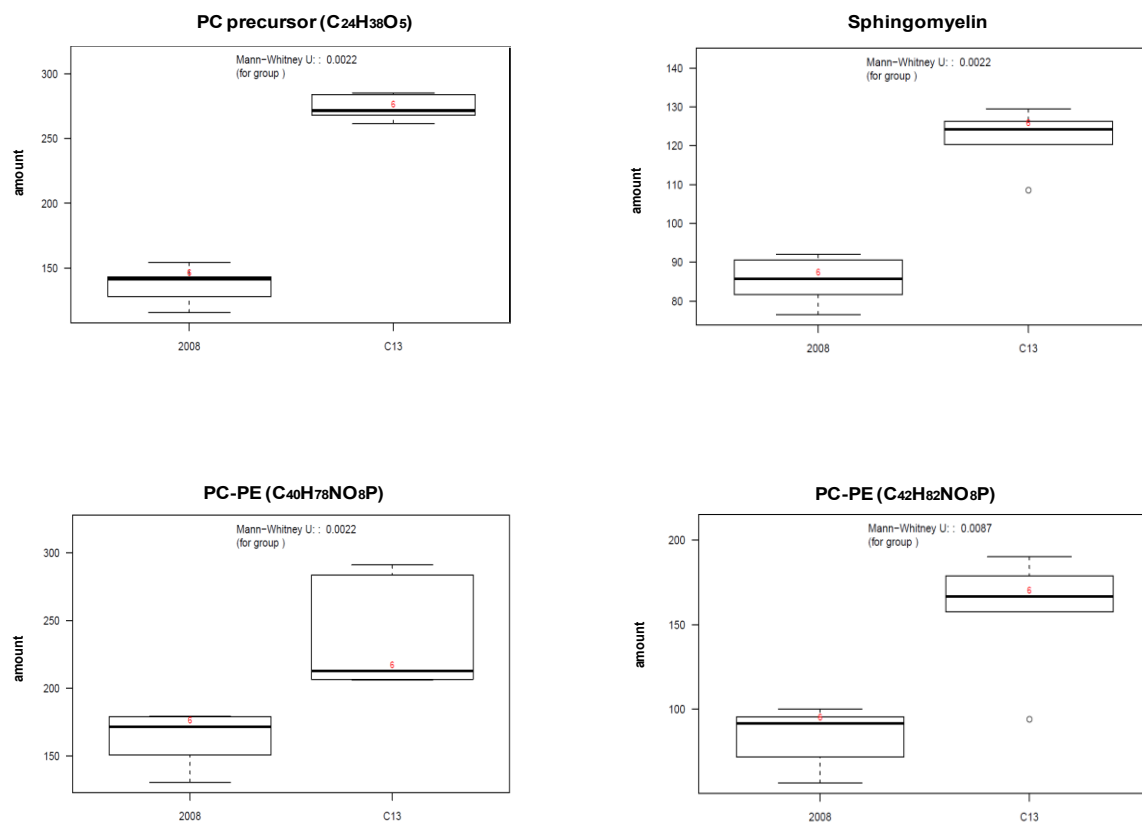 PC precursor (C₂₄H₃₈O₅)
Mann-Whitney U: : 0.0022
(for group )
300
250
200
150
amount
6
6
2008
C13
Sphingomyelin
Mann-Whitney U: : 0.0022
(for group )
140
130
120
110
100
90
80
amount
6
6
2008
C13
PC-PE (C₄₀H₇₈NO₈P)
Mann-Whitney U: : 0.0022
(for group )
300
250
200
150
amount
6
6
2008
C13
PC-PE (C₄₂H₈₂NO₈P)
Mann-Whitney U: : 0.0087
(for group )
200
150
100
amount
6
6
2008
C13